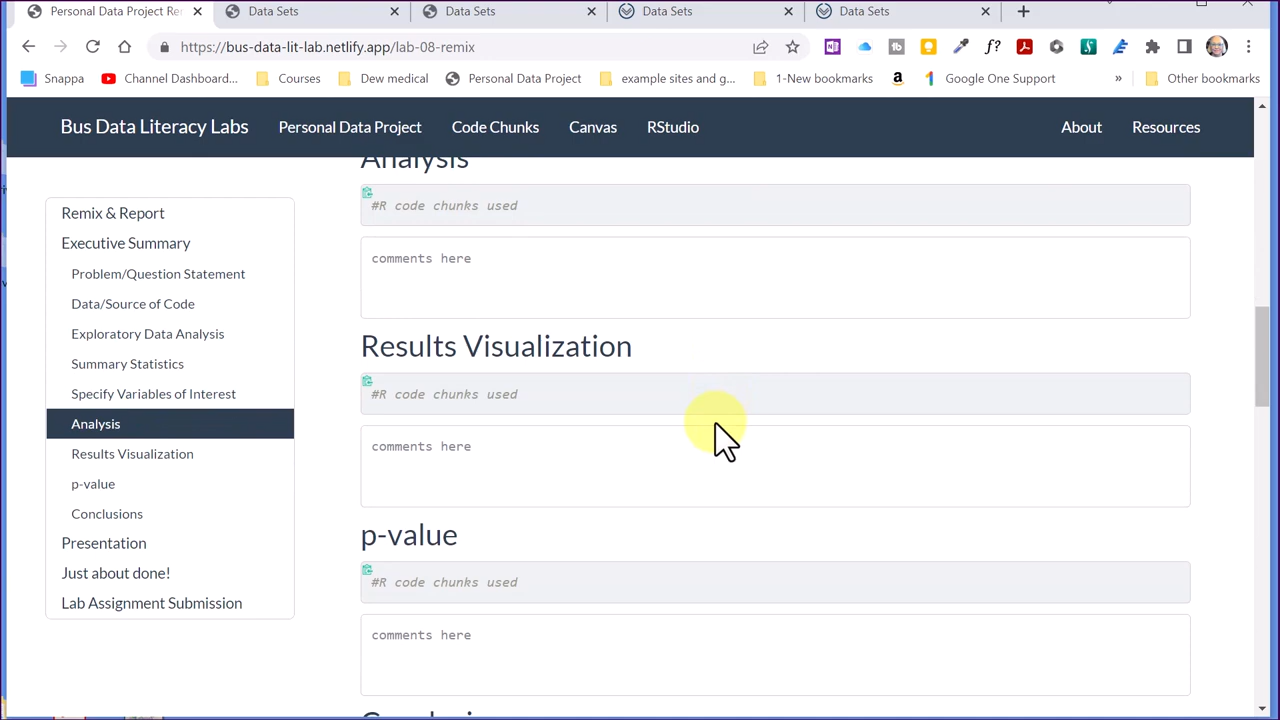 Personal Data Project Re
Data Sets
Data Sets
Data Sets
Data Sets
https://bus-data-lit-lab.netlify.app/lab-08-remix
Snappa
Channel Dashboard...
Courses
Dew medical
Personal Data Project
example sites and g...
1-New bookmarks
Google One Support
»
Other bookmarks
Bus Data Literacy Labs
Personal Data Project
Code Chunks
Canvas
RStudio
About
Resources
Remix & Report
Executive Summary
Problem/Question Statement
Data/Source of Code
Exploratory Data Analysis
Summary Statistics
Specify Variables of Interest
Analysis
Results Visualization
p-value
Conclusions
Presentation
Just about done!
Lab Assignment Submission
Analysis
#R code chunks used
comments here
Results Visualization
#R code chunks used
comments here
p-value
#R code chunks used
comments here